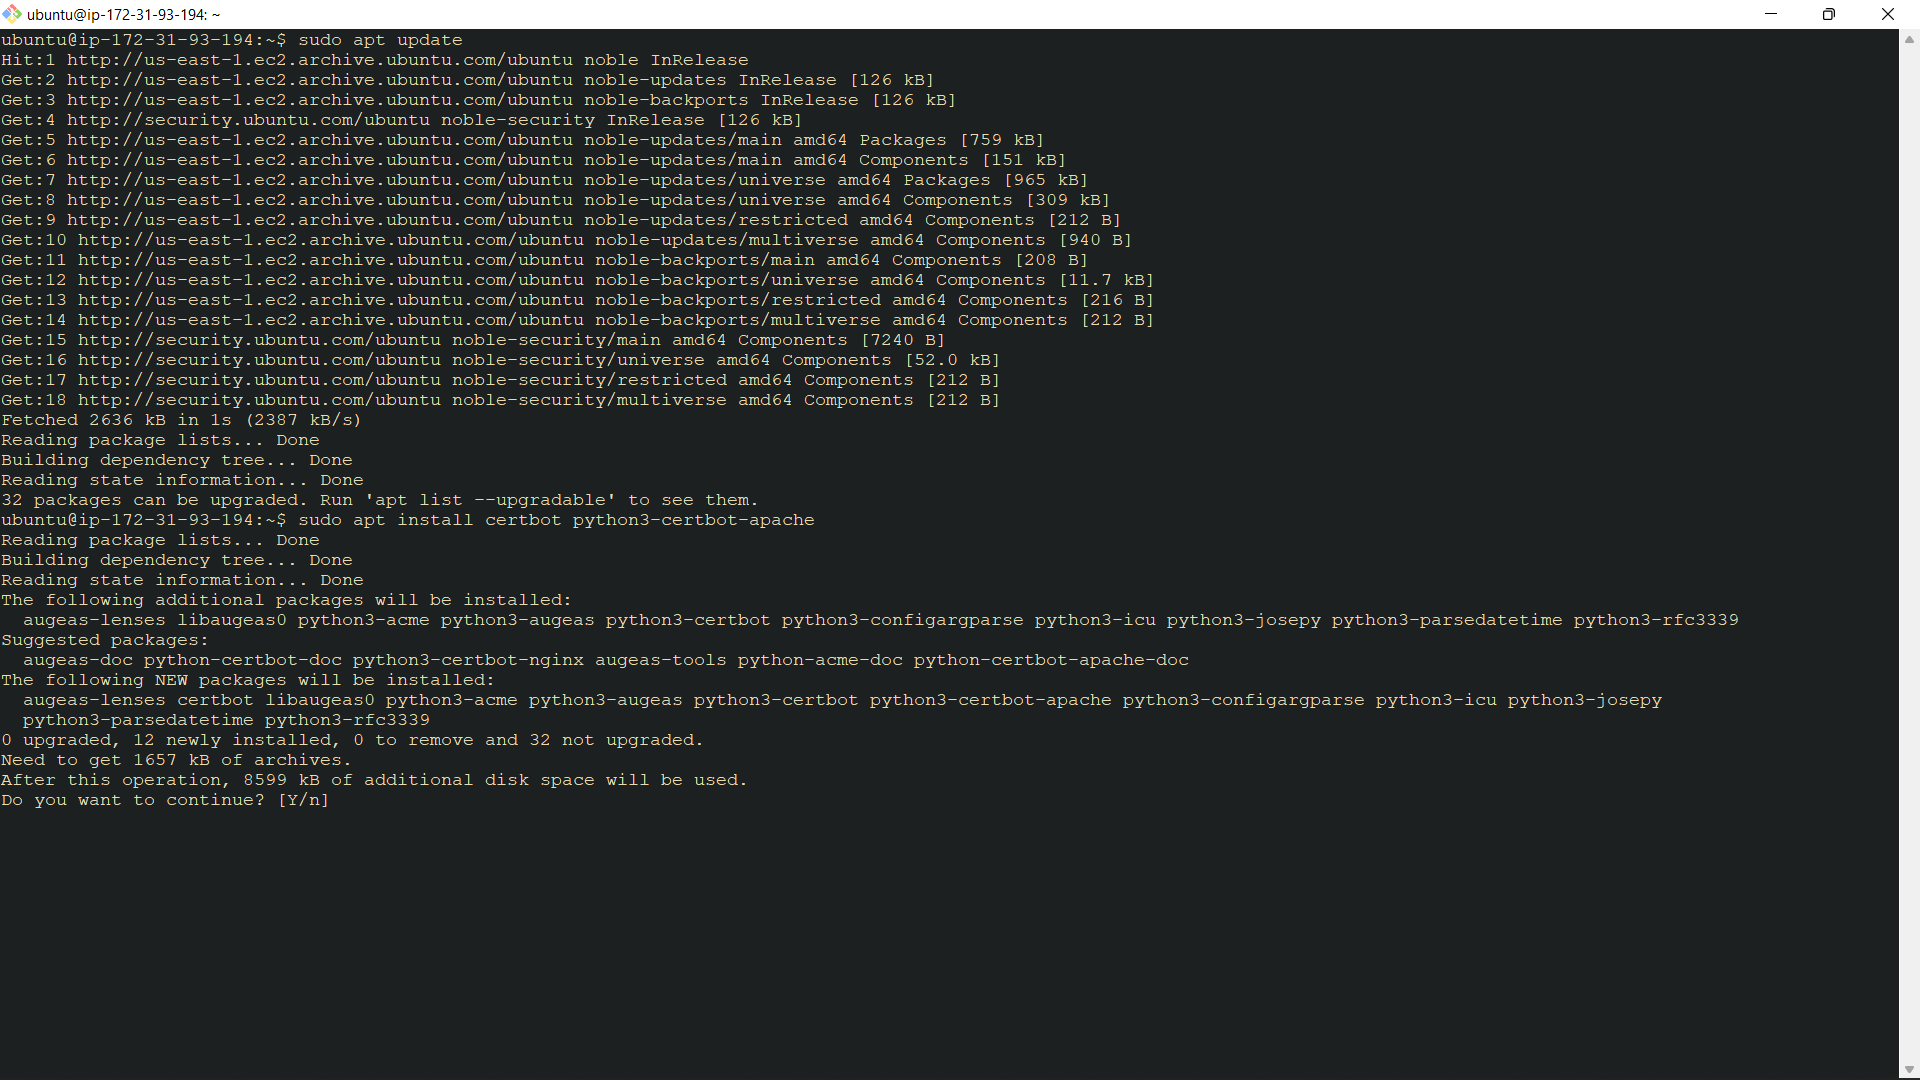 ubuntu@ip-172-31-93-194: ~
ubuntu@ip-172-31-93-194:~$ sudo apt update
Hit:1 http://us-east-1.ec2.archive.ubuntu.com/ubuntu noble InRelease
Get:2 http://us-east-1.ec2.archive.ubuntu.com/ubuntu noble-updates InRelease [126 kB]
Get:3 http://us-east-1.ec2.archive.ubuntu.com/ubuntu noble-backports InRelease [126 kB]
Get:4 http://security.ubuntu.com/ubuntu noble-security InRelease [126 kB]
Get:5 http://us-east-1.ec2.archive.ubuntu.com/ubuntu noble-updates/main amd64 Packages [759 kB]
Get:6 http://us-east-1.ec2.archive.ubuntu.com/ubuntu noble-updates/main amd64 Components [151 kB]
Get:7 http://us-east-1.ec2.archive.ubuntu.com/ubuntu noble-updates/universe amd64 Packages [965 kB]
Get:8 http://us-east-1.ec2.archive.ubuntu.com/ubuntu noble-updates/universe amd64 Components [309 kB]
Get:9 http://us-east-1.ec2.archive.ubuntu.com/ubuntu noble-updates/restricted amd64 Components [212 B]
Get:10 http://us-east-1.ec2.archive.ubuntu.com/ubuntu noble-updates/multiverse amd64 Components [940 B]
Get:11 http://us-east-1.ec2.archive.ubuntu.com/ubuntu noble-backports/main amd64 Components [208 B]
Get:12 http://us-east-1.ec2.archive.ubuntu.com/ubuntu noble-backports/universe amd64 Components [11.7 kB]
Get:13 http://us-east-1.ec2.archive.ubuntu.com/ubuntu noble-backports/restricted amd64 Components [216 B]
Get:14 http://us-east-1.ec2.archive.ubuntu.com/ubuntu noble-backports/multiverse amd64 Components [212 B]
Get:15 http://security.ubuntu.com/ubuntu noble-security/main amd64 Components [7240 B]
Get:16 http://security.ubuntu.com/ubuntu noble-security/universe amd64 Components [52.0 kB]
Get:17 http://security.ubuntu.com/ubuntu noble-security/restricted amd64 Components [212 B]
Get:18 http://security.ubuntu.com/ubuntu noble-security/multiverse amd64 Components [212 B]
Fetched 2636 kB in 1s (2387 kB/s)
Reading package lists... Done
Building dependency tree... Done
Reading state information... Done
32 packages can be upgraded. Run 'apt list --upgradable' to see them.
ubuntu@ip-172-31-93-194:~$ sudo apt install certbot python3-certbot-apache
Reading package lists... Done
Building dependency tree... Done
Reading state information... Done
The following additional packages will be installed:
  augeas-lenses libaugeas0 python3-acme python3-augeas python3-certbot python3-configargparse python3-icu python3-josepy python3-parsedatetime python3-rfc3339
Suggested packages:
  augeas-doc python-certbot-doc python3-certbot-nginx augeas-tools python-acme-doc python-certbot-apache-doc
The following NEW packages will be installed:
  augeas-lenses certbot libaugeas0 python3-acme python3-augeas python3-certbot python3-certbot-apache python3-configargparse python3-icu python3-josepy
  python3-parsedatetime python3-rfc3339
0 upgraded, 12 newly installed, 0 to remove and 32 not upgraded.
Need to get 1657 kB of archives.
After this operation, 8599 kB of additional disk space will be used.
Do you want to continue? [Y/n]